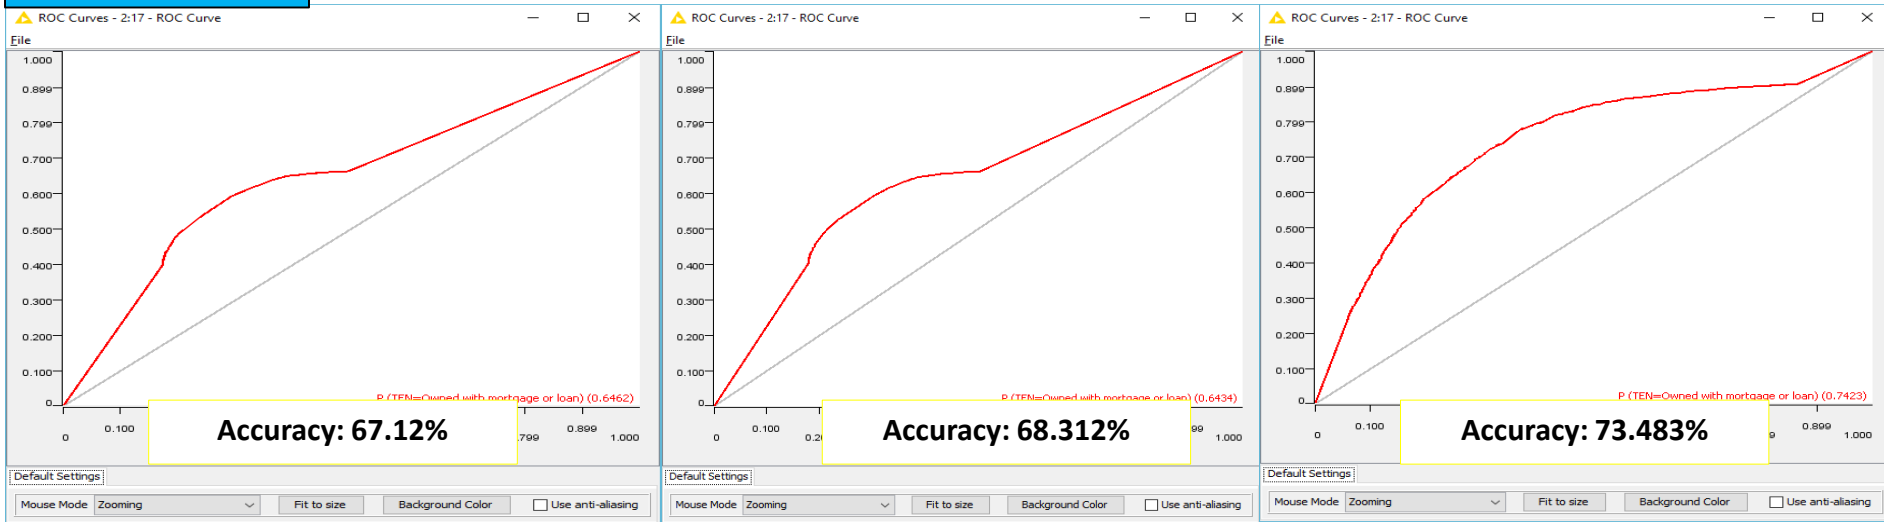 ROC Curves - 2:17 - ROC Curve
File
1.000
0.899
0.799
0.700
0.600
0.500
0.400
0.300
0.200
0.100
0
P (TEN=Owned with mortgage or loan) (0.6462)
0
0.100
.799
0.899
1.000
Accuracy: 67.12%
Default Settings
Mouse Mode Zooming Fit to size Background Color Use anti-aliasing
ROC Curves - 2:17 - ROC Curve
File
1.000
0.899
0.799
0.700
0.600
0.500
0.400
0.300
0.200
0.100
0
P (TEN=Owned with mortgage or loan) (0.6434)
0
0.100
0.20
99
1.000
Accuracy: 68.312%
Default Settings
Mouse Mode Zooming Fit to size Background Color Use anti-aliasing
ROC Curves - 2:17 - ROC Curve
File
1.000
0.899
0.799
0.700
0.600
0.500
0.400
0.300
0.200
0.100
0
P (TEN=Owned with mortgage or loan) (0.7423)
0
0.100
9
0.899
1.000
Accuracy: 73.483%
Default Settings
Mouse Mode Zooming Fit to size Background Color Use anti-aliasing